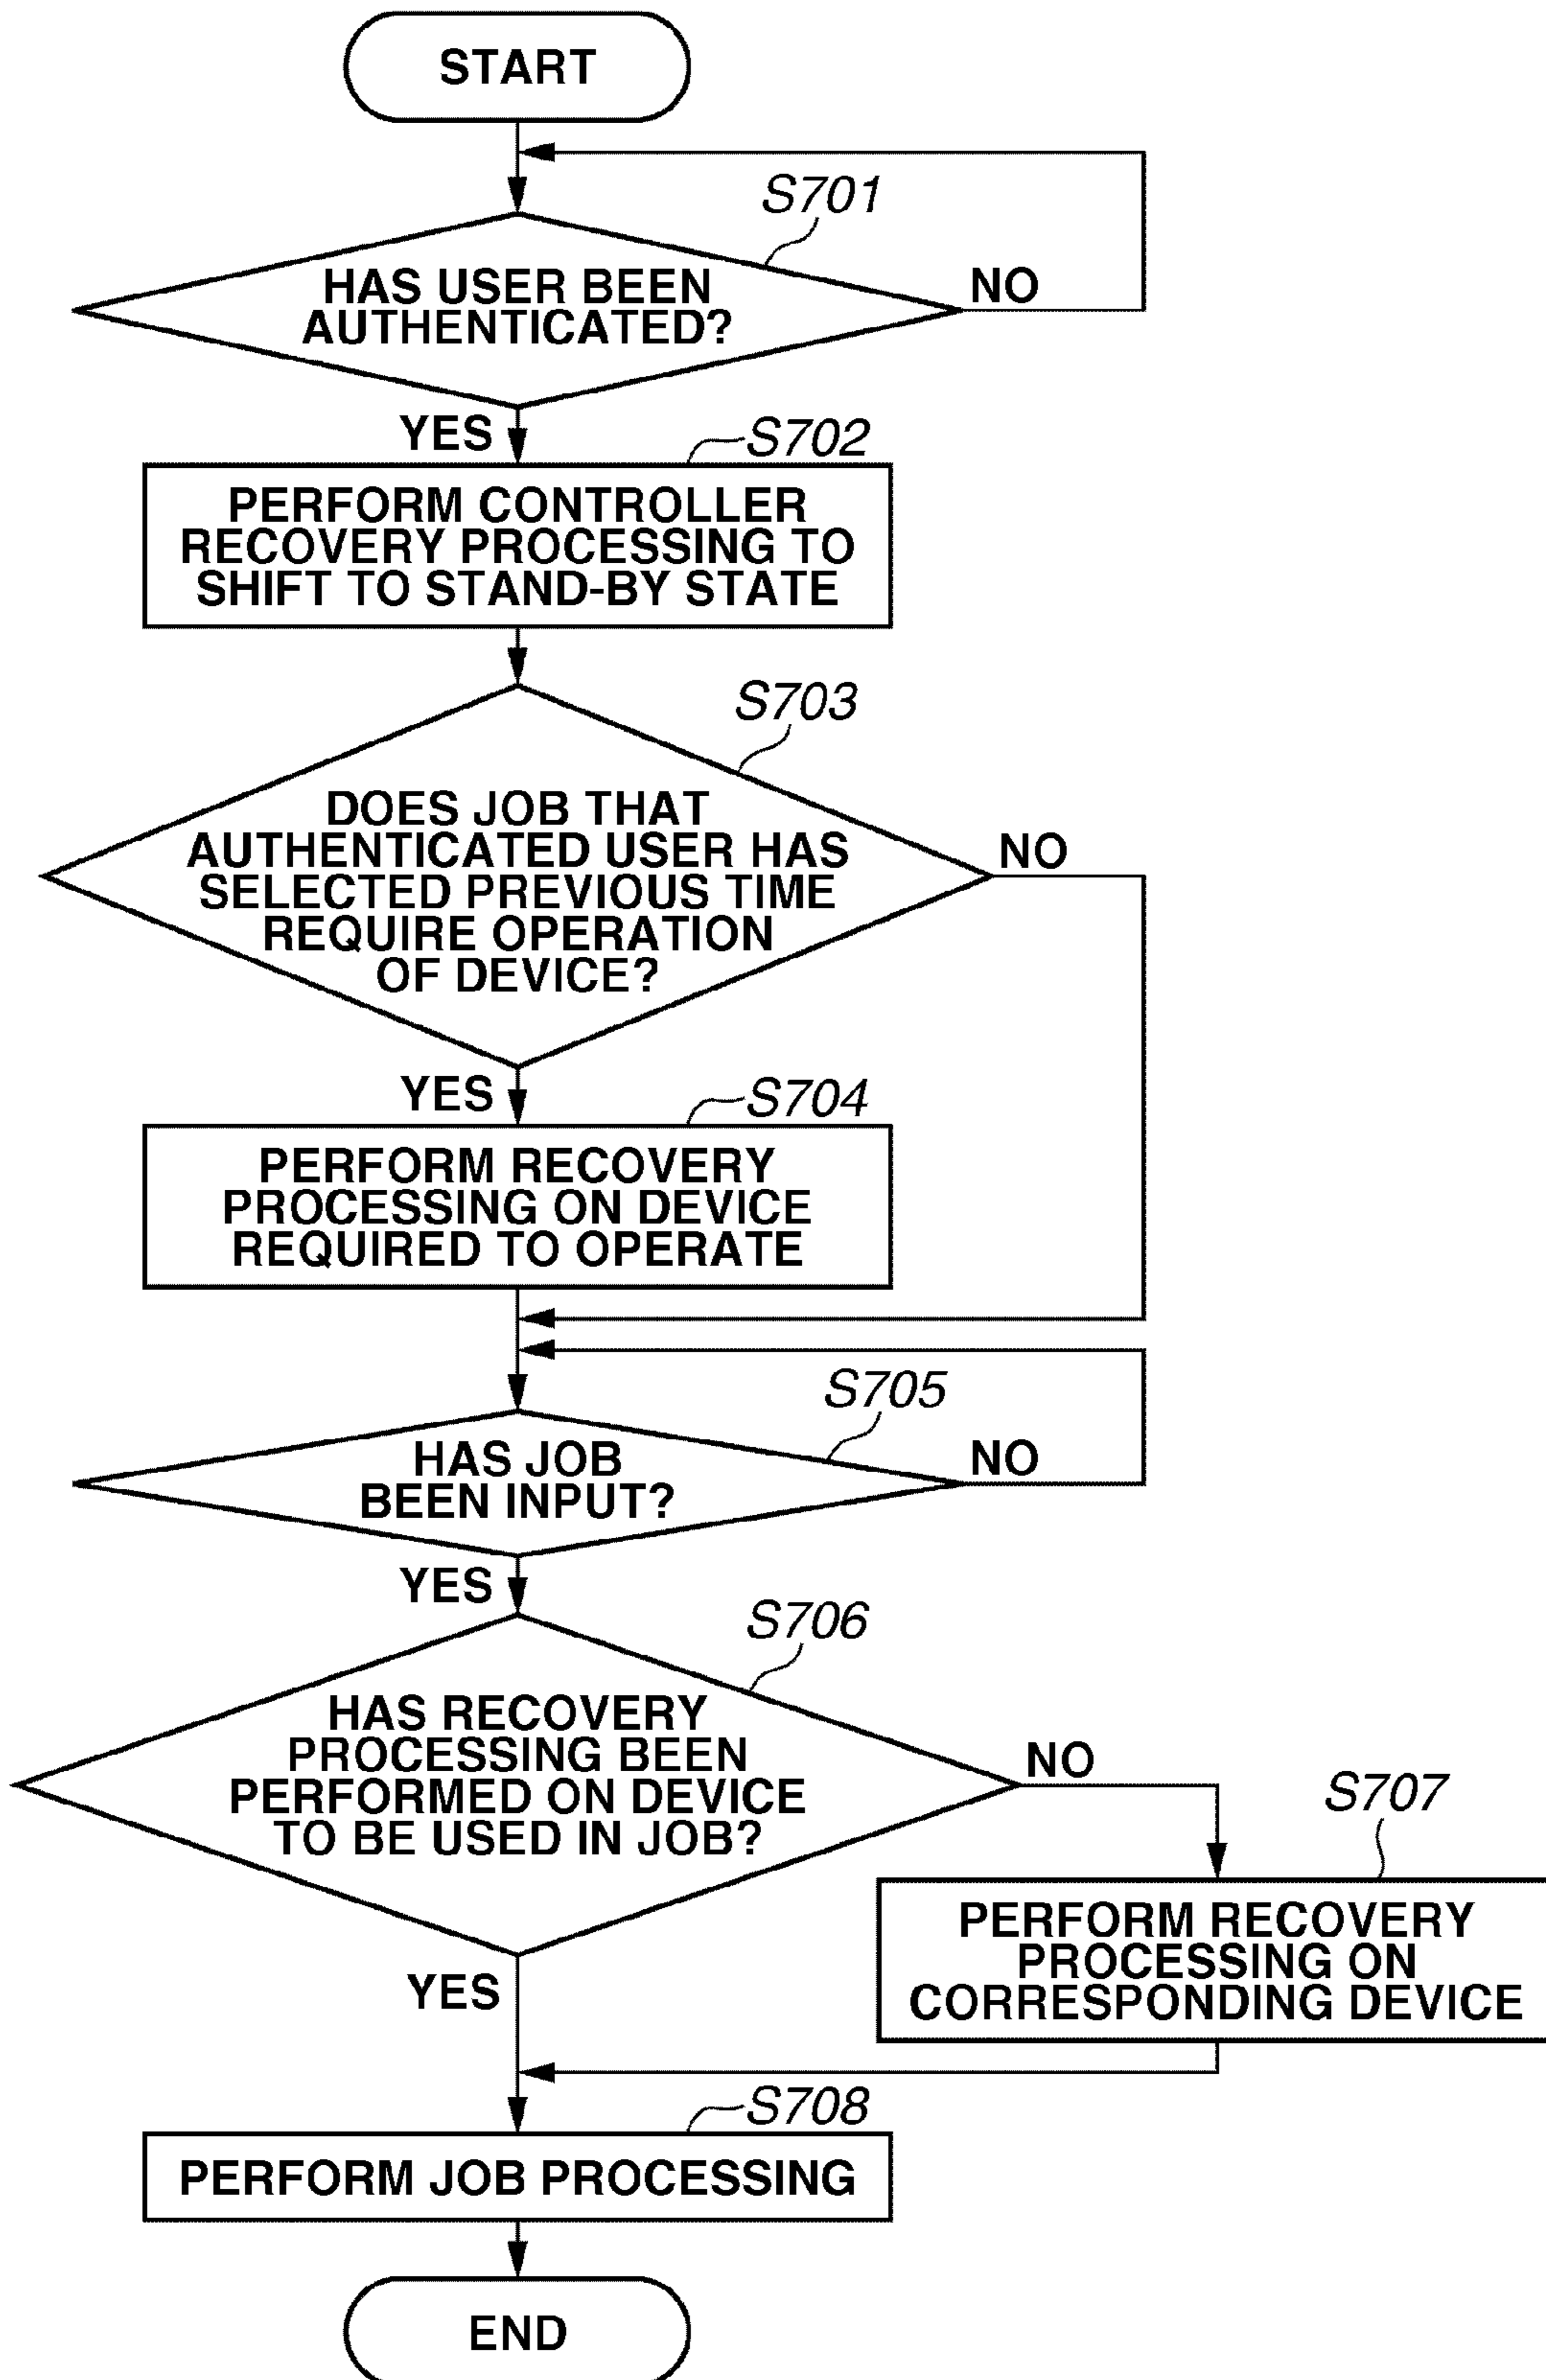 START
S701
HAS USER BEEN
AUTHENTICATED?
NO
YES
S702
PERFORM CONTROLLER
RECOVERY PROCESSING TO
SHIFT TO STAND-BY STATE
S703
DOES JOB THAT
AUTHENTICATED USER HAS
SELECTED PREVIOUS TIME
REQUIRE OPERATION
OF DEVICE?
NO
YES
S704
PERFORM RECOVERY
PROCESSING ON DEVICE
REQUIRED TO OPERATE
S705
HAS JOB
BEEN INPUT?
NO
YES
S706
HAS RECOVERY
PROCESSING BEEN
PERFORMED ON DEVICE
TO BE USED IN JOB?
NO
S707
PERFORM RECOVERY
PROCESSING ON
CORRESPONDING DEVICE
YES
S708
PERFORM JOB PROCESSING
END